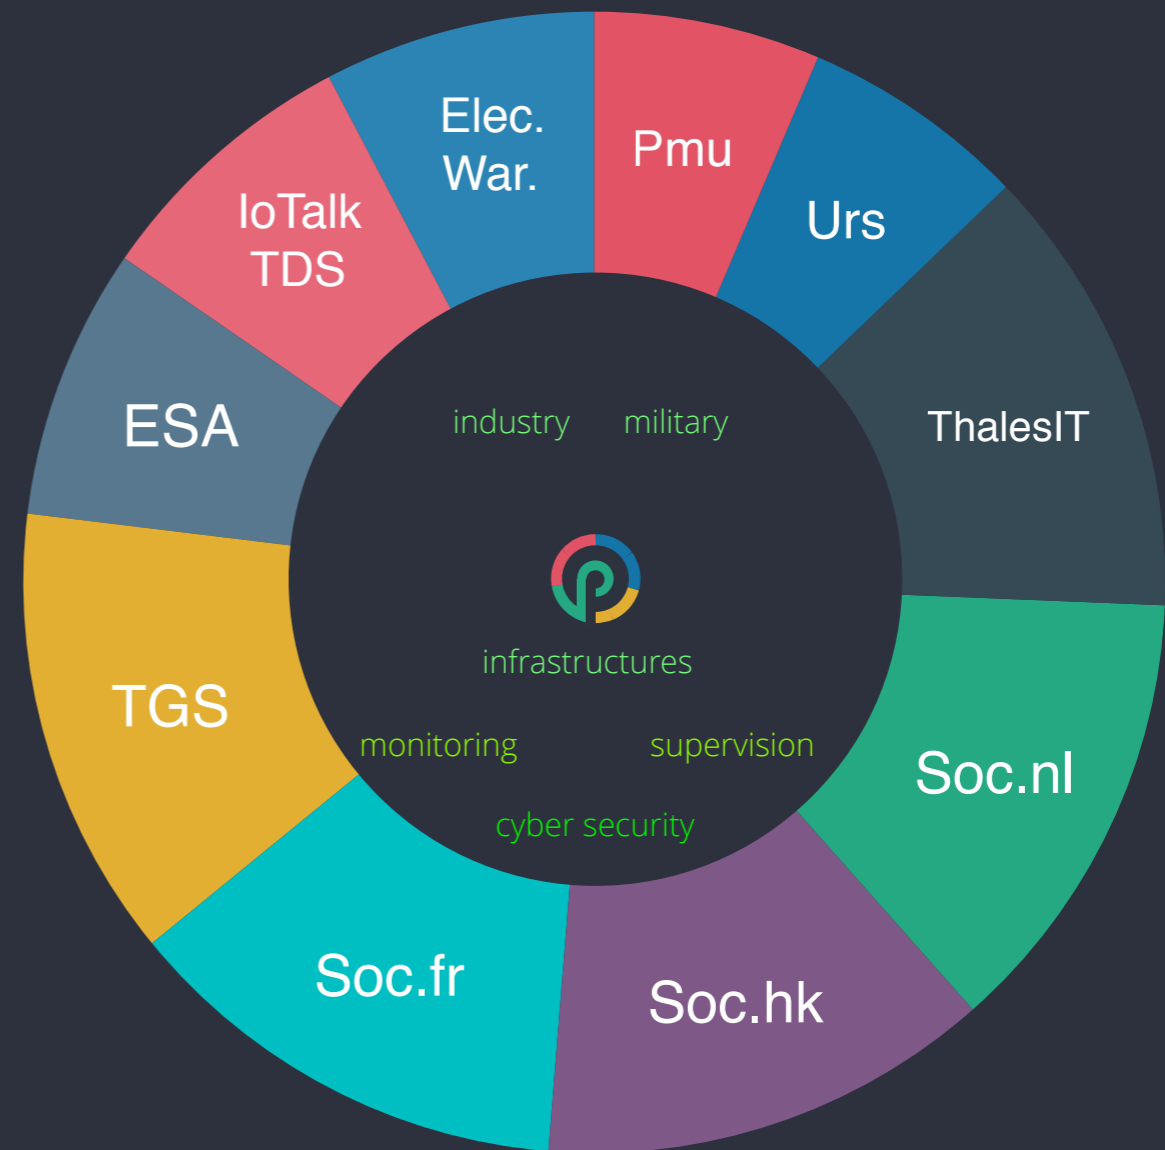 Elec.
War.
Pmu
Urs
IoTalk
TDS
ThalesIT
ESA
industry
military
infrastructures
TGS
monitoring
supervision
Soc.nl
cyber security
Soc.fr
Soc.hk